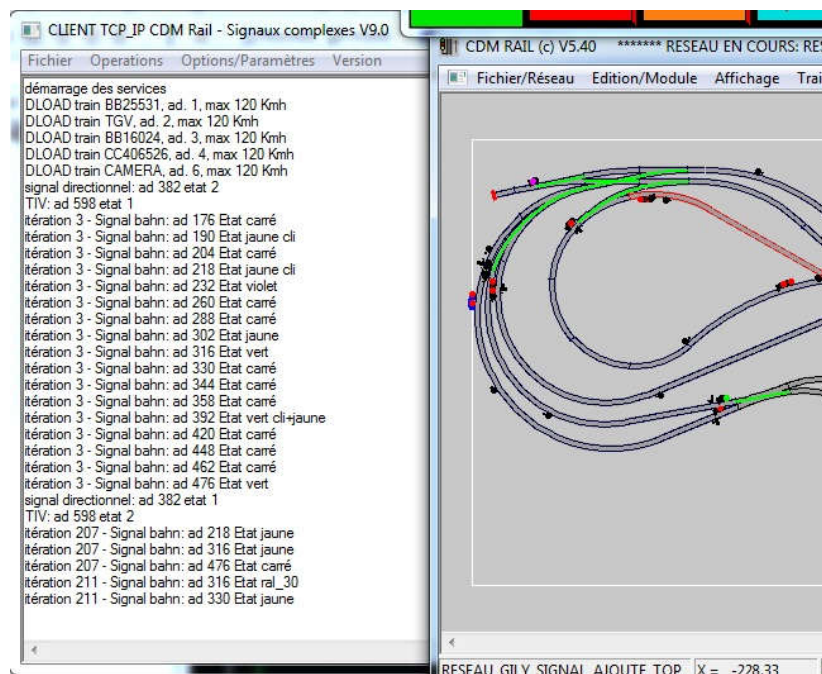 CLIENT TCP_IP CDM Rail - Signaux complexes V9.0
Fichier Operations Options/Paramètres Version
démarrage des services
DLOAD train BB25531, ad. 1, max 120 Kmh
DLOAD train TGV, ad. 2, max 120 Kmh
DLOAD train BB16024, ad. 3, max 120 Kmh
DLOAD train CC406526, ad. 4, max 120 Kmh
DLOAD train CAMERA, ad. 6, max 120 Kmh
signal directionnel: ad 382 etat 2
TIV: ad 598 etat 1
itération 3 - Signal bahn: ad 176 Etat carré
itération 3 - Signal bahn: ad 190 Etat jaune cli
itération 3 - Signal bahn: ad 204 Etat carré
itération 3 - Signal bahn: ad 218 Etat jaune cli
itération 3 - Signal bahn: ad 232 Etat violet
itération 3 - Signal bahn: ad 260 Etat carré
itération 3 - Signal bahn: ad 288 Etat carré
itération 3 - Signal bahn: ad 302 Etat jaune
itération 3 - Signal bahn: ad 316 Etat vert
itération 3 - Signal bahn: ad 330 Etat carré
itération 3 - Signal bahn: ad 344 Etat carré
itération 3 - Signal bahn: ad 358 Etat carré
itération 3 - Signal bahn: ad 392 Etat vert cli+jaune
itération 3 - Signal bahn: ad 420 Etat carré
itération 3 - Signal bahn: ad 448 Etat carré
itération 3 - Signal bahn: ad 462 Etat carré
itération 3 - Signal bahn: ad 476 Etat vert
signal directionnel: ad 382 etat 1
TIV: ad 598 etat 2
itération 207 - Signal bahn: ad 218 Etat jaune
itération 207 - Signal bahn: ad 316 Etat jaune
itération 207 - Signal bahn: ad 476 Etat carré
itération 211 - Signal bahn: ad 316 Etat ral_30
itération 211 - Signal bahn: ad 330 Etat jaune
CDM RAIL (c) V5.40 ******* RESEAU EN COURS: RES
Fichier/Réseau Edition/Module Affichage Trai
RESEAU_GILY_SIGNAL_AJOUTE_TOP X = -228.33